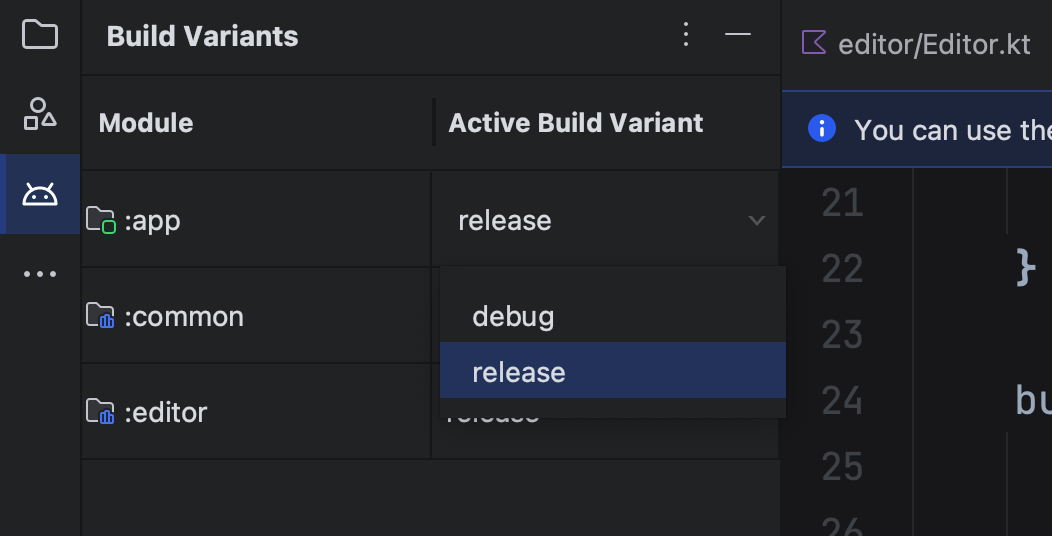 Build Variants
editor/Editor.kt
Module
Active Build Variant
You can use the
:app
release
21
22
}
:common
debug
23
release
24
bu
:editor
release
25
26